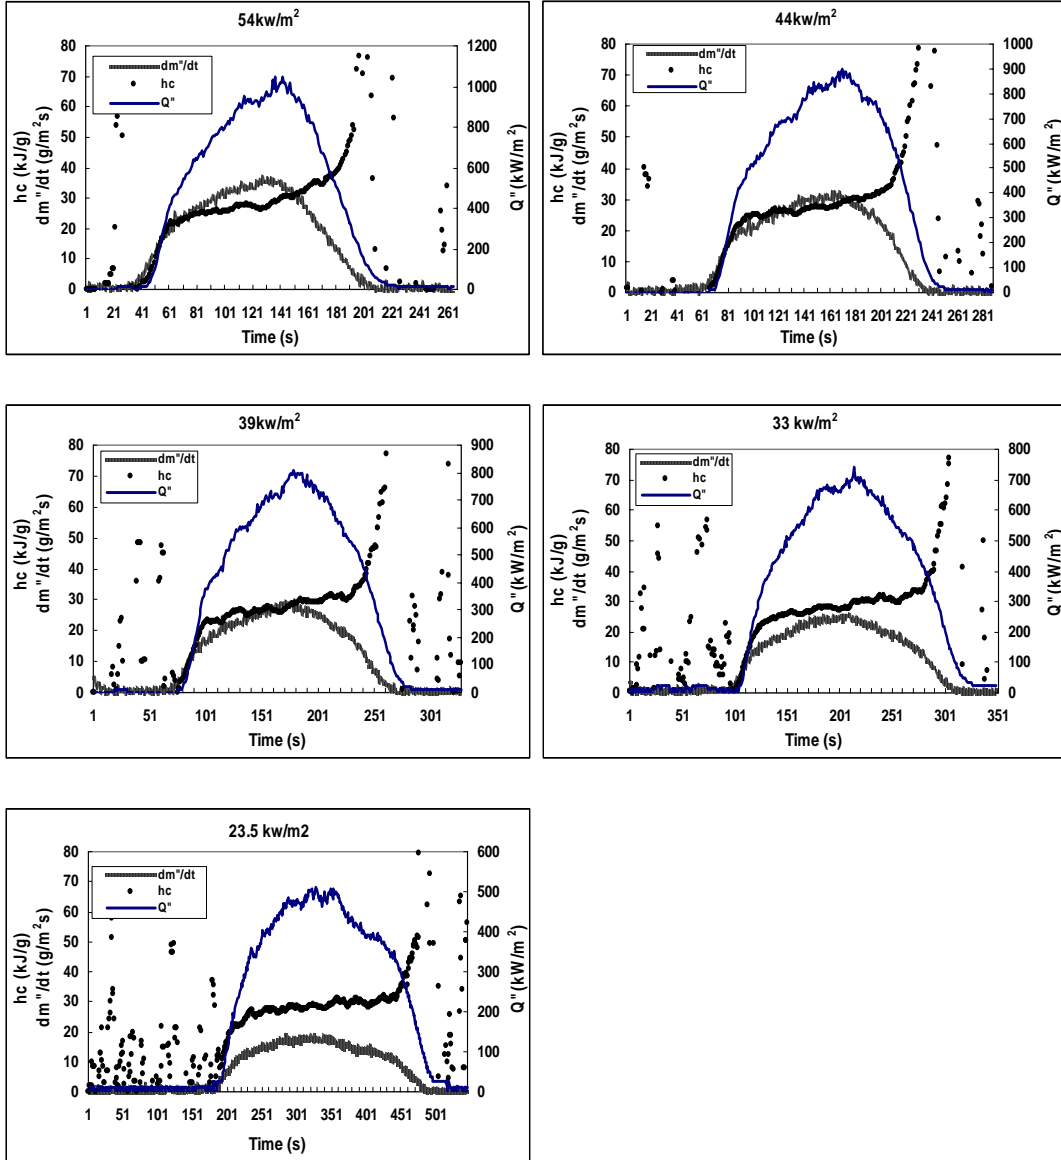 54kw/m²
80
70
60
50
40
30
20
10
0
1200
1000
800
600
400
200
0
dm"/dt
hc
Q"
hc (kJ/g)
dm"/dt (g/m²s)
Q" (kW/m²)
1 21 41 61 81 101 121 141 161 181 201 221 241 261
Time (s)
44kw/m²
80
70
60
50
40
30
20
10
0
1000
900
800
700
600
500
400
300
200
100
0
dm"/dt
hc
Q"
hc (kJ/g)
dm"/dt (g/m²s)
Q" (kW/m²)
1 21 41 61 81 101 121 141 161 181 201 221 241 261 281
Time (s)
39kw/m²
80
70
60
50
40
30
20
10
0
900
800
700
600
500
400
300
200
100
0
dm"/dt
hc
Q"
hc (kJ/g)
dm"/dt (g/m²s)
Q" (kW/m²)
1 51 101 151 201 251 301
Time (s)
33 kw/m²
80
70
60
50
40
30
20
10
0
800
700
600
500
400
300
200
100
0
dm"/dt
hc
Q"
hc (kJ/g)
dm"/dt (g/m²s)
Q" (kW/m²)
1 51 101 151 201 251 301 351
Time (s)
23.5 kw/m2
80
70
60
50
40
30
20
10
0
600
500
400
300
200
100
0
dm"/dt
hc
Q"
hc (kJ/g)
dm"/dt (g/m²s)
Q" (kW/m²)
1 51 101 151 201 251 301 351 401 451 501
Time (s)